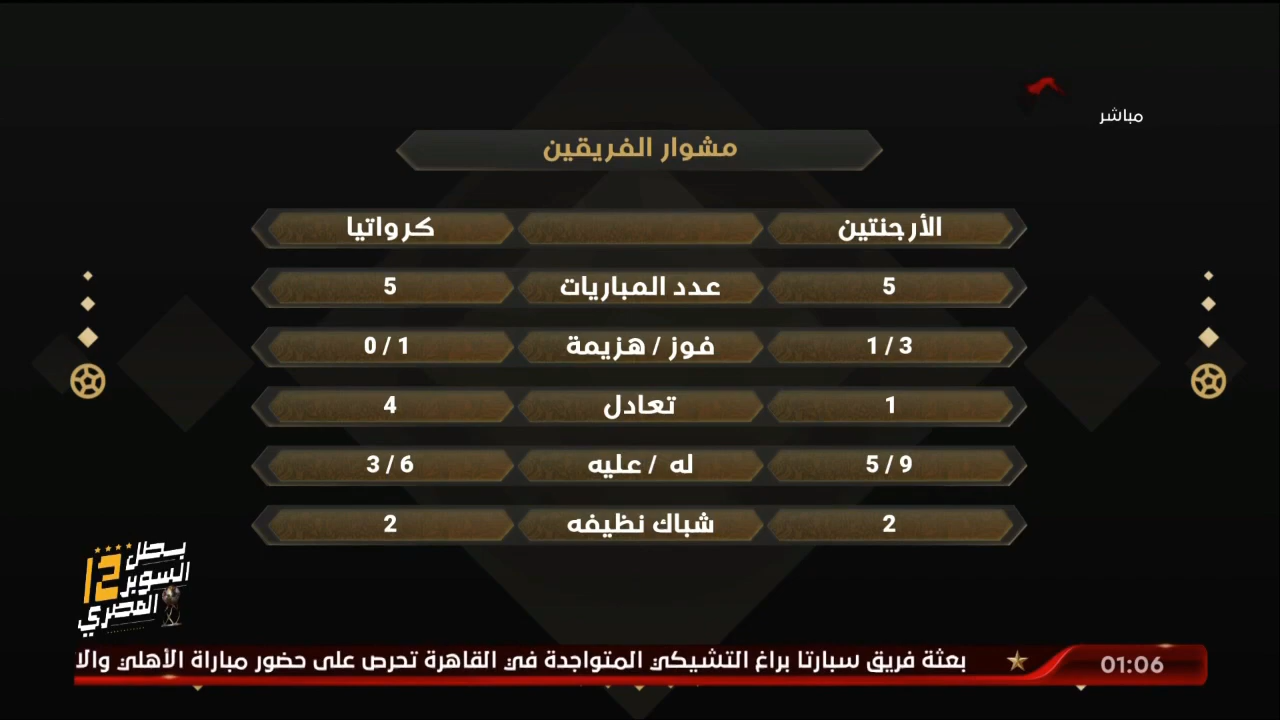 مباشر
مشوار الفريقين
الأرجنتين كرواتيا
5 عدد المباريات 5
1 / 3 فوز / هزيمة 0 / 1
1 تعادل 4
5 / 9 له / عليه 3 / 6
2 شباك نظيفه 2
بطل
السوبر 12
المصري
01:06 بعثة فريق سبارتا براغ التشيكي المتواجدة في القاهرة تحرص على حضور مباراة الأهلي والا